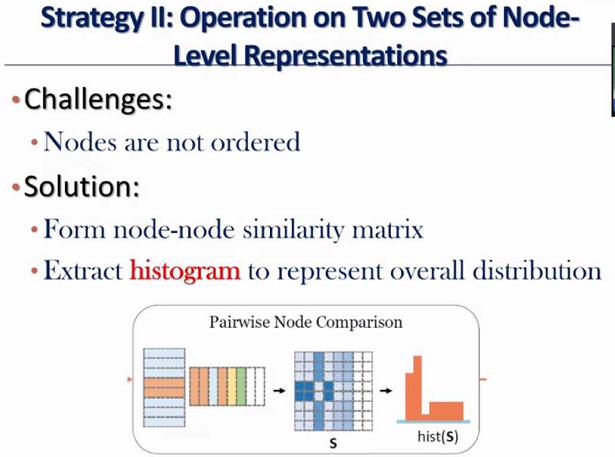 Strategy II: Operation on Two Sets of Node-
Level Representations
•Challenges:
•Nodes are not ordered
•Solution:
•Form node-node similarity matrix
•Extract histogram to represent overall distribution
Pairwise Node Comparison
S
hist(S)